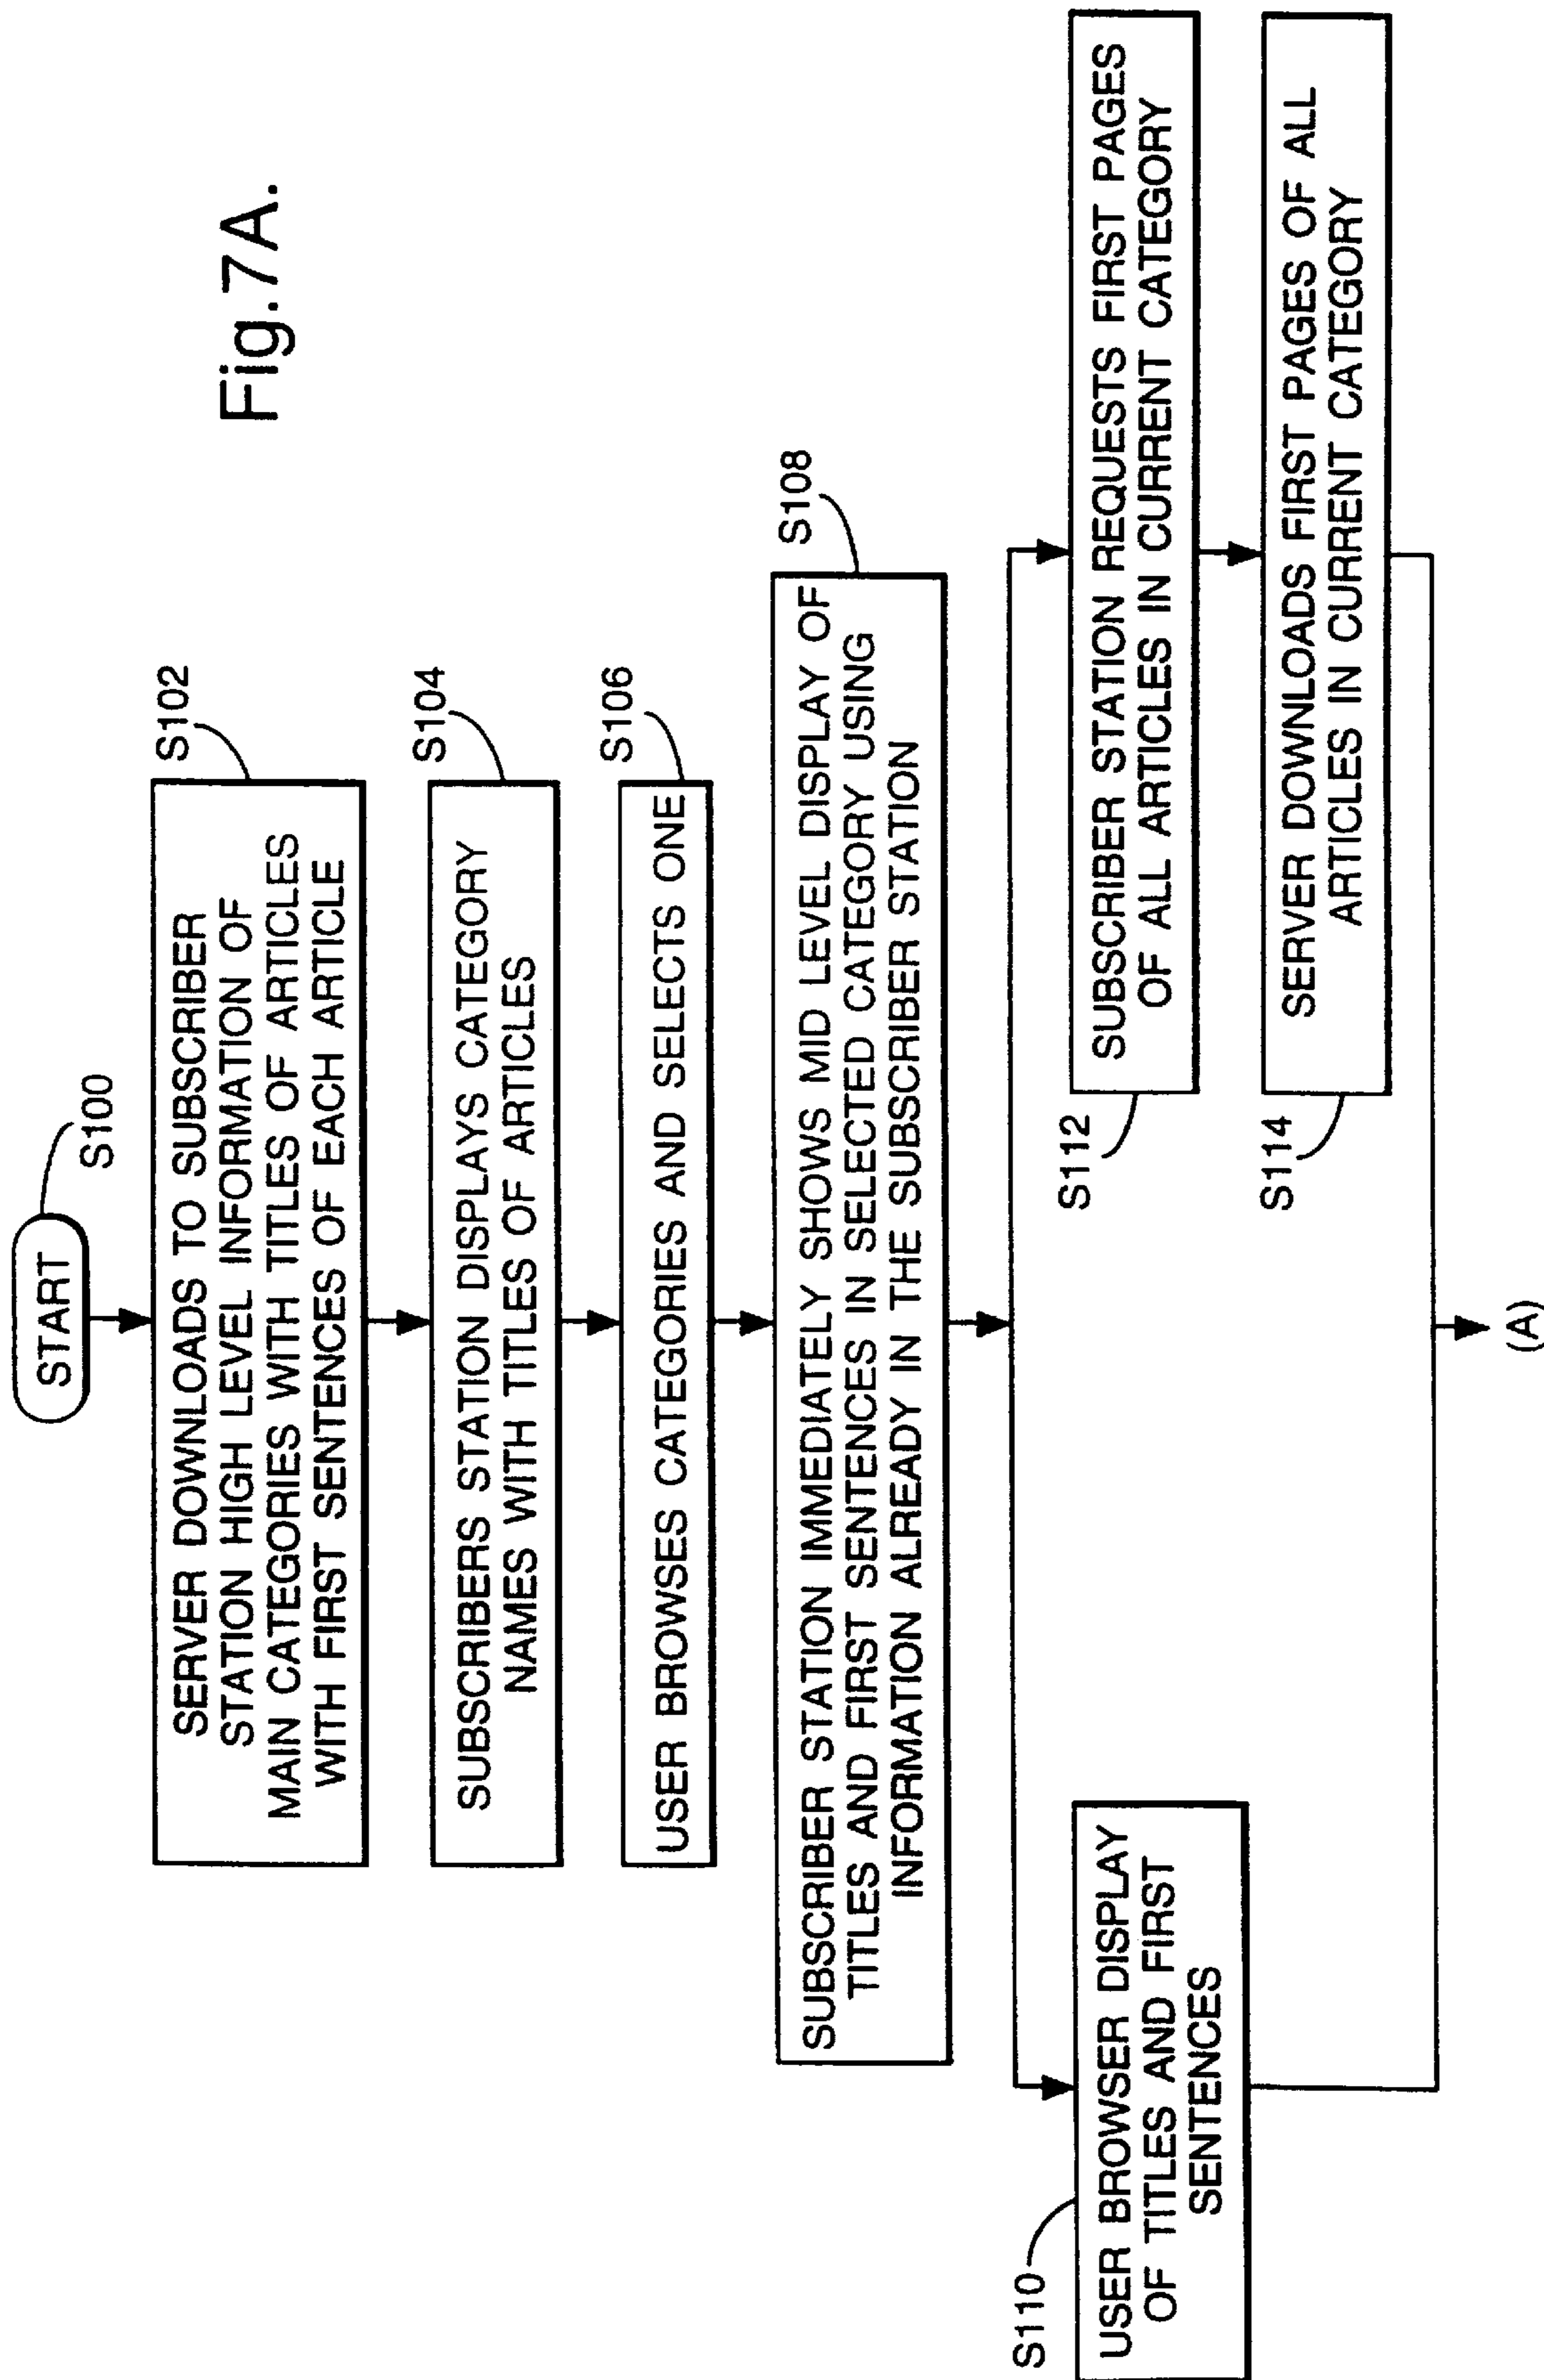 Fig.7A.
START
S100
SERVER DOWNLOADS TO SUBSCRIBER
STATION HIGH LEVEL INFORMATION OF
MAIN CATEGORIES WITH TITLES OF ARTICLES
WITH FIRST SENTENCES OF EACH ARTICLE
S102
SUBSCRIBERS STATION DISPLAYS CATEGORY
NAMES WITH TITLES OF ARTICLES
S104
USER BROWSES CATEGORIES AND SELECTS ONE
S106
SUBSCRIBER STATION IMMEDIATELY SHOWS MID LEVEL DISPLAY OF
TITLES AND FIRST SENTENCES IN SELECTED CATEGORY USING
INFORMATION ALREADY IN THE SUBSCRIBER STATION
S108
S110
USER BROWSER DISPLAY
OF TITLES AND FIRST
SENTENCES
S112
SUBSCRIBER STATION REQUESTS FIRST PAGES
OF ALL ARTICLES IN CURRENT CATEGORY
S114
SERVER DOWNLOADS FIRST PAGES OF ALL
ARTICLES IN CURRENT CATEGORY
(A)